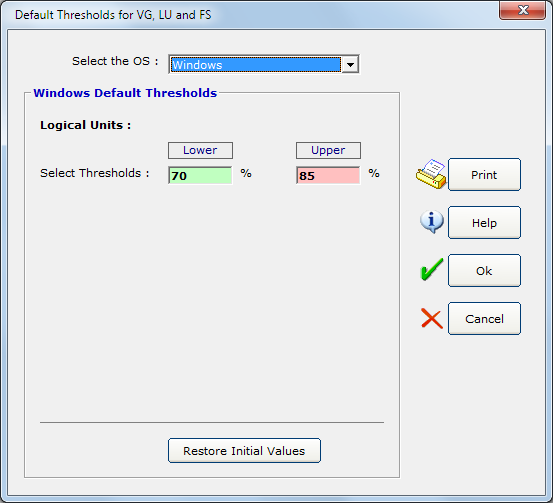 Default Thresholds for VG, LU and FS
Select the OS :
Windows
Windows Default Thresholds
Logical Units :
Lower
Upper
Select Thresholds :
70
%
85
%
Print
Help
Ok
Cancel
Restore Initial Values